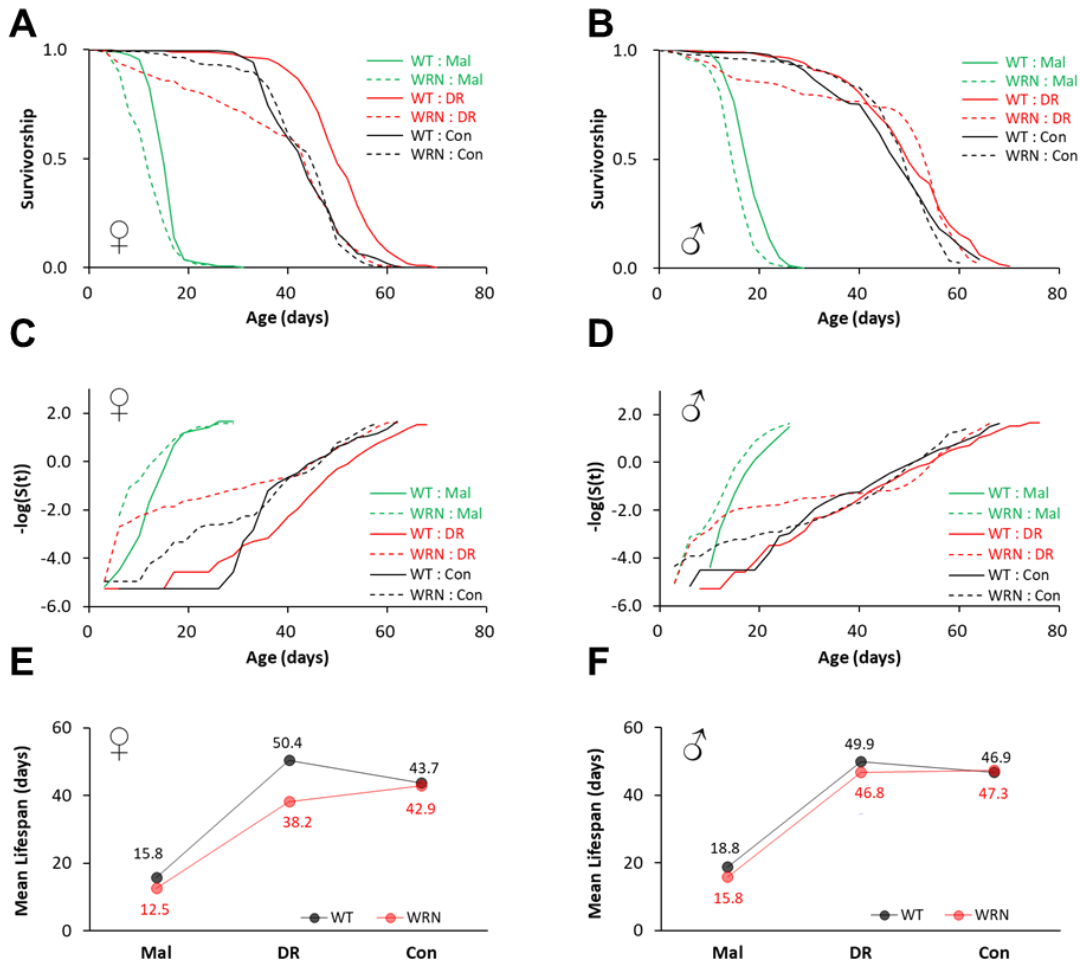 A
1.0
0.5
0.0
Survivorship
♀
WT : Mal
WRN : Mal
WT : DR
WRN : DR
WT : Con
WRN : Con
0 20 40 60 80
Age (days)
B
1.0
0.5
0.0
Survivorship
♂
WT : Mal
WRN : Mal
WT : DR
WRN : DR
WT : Con
WRN : Con
0 20 40 60 80
Age (days)
C
♀
2.0
0.0
-2.0
-4.0
-6.0
-log(S(t))
WT : Mal
WRN : Mal
WT : DR
WRN : DR
WT : Con
WRN : Con
0 20 40 60 80
Age (days)
D
♂
2.0
0.0
-2.0
-4.0
-6.0
-log(S(t))
WT : Mal
WRN : Mal
WT : DR
WRN : DR
WT : Con
WRN : Con
0 20 40 60 80
Age (days)
E
♀
60
40
20
0
Mean Lifespan (days)
50.4
43.7
42.9
38.2
15.8
12.5
WT WRN
Mal DR Con
F
♂
60
40
20
0
Mean Lifespan (days)
49.9
46.9
46.8
47.3
18.8
15.8
WT WRN
Mal DR Con